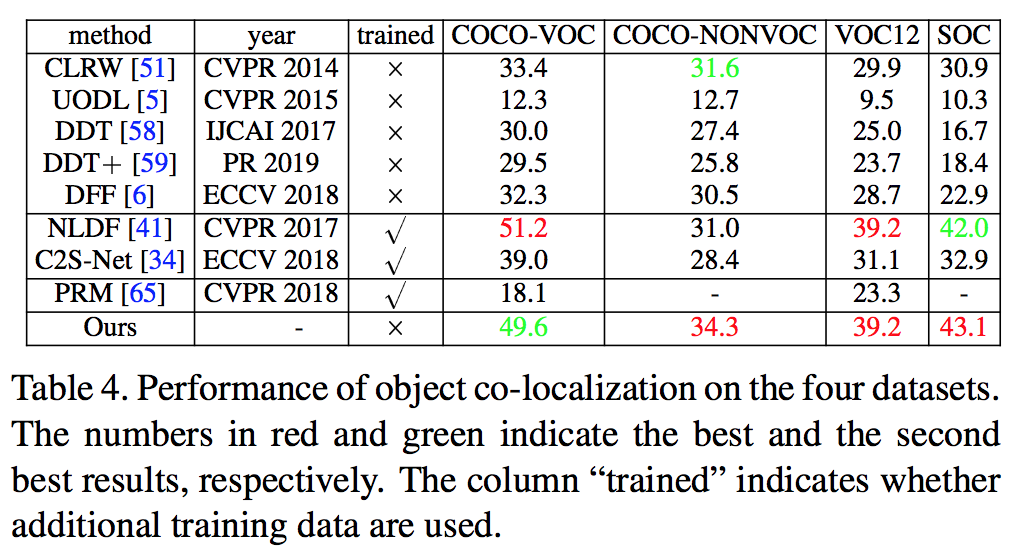 method year trained COCO-VOC COCO-NONVOC VOC12 SOC
CLRW [51] CVPR 2014 × 33.4 31.6 29.9 30.9
UODL [5] CVPR 2015 × 12.3 12.7 9.5 10.3
DDT [58] IJCAI 2017 × 30.0 27.4 25.0 16.7
DDT+ [59] PR 2019 × 29.5 25.8 23.7 18.4
DFF [6] ECCV 2018 × 32.3 30.5 28.7 22.9
NLDF [41] CVPR 2017 √ 51.2 31.0 39.2 42.0
C2S-Net [34] ECCV 2018 √ 39.0 28.4 31.1 32.9
PRM [65] CVPR 2018 √ 18.1 - 23.3 -
Ours - × 49.6 34.3 39.2 43.1
Table 4. Performance of object co-localization on the four datasets.
The numbers in red and green indicate the best and the second
best results, respectively. The column “trained” indicates whether
additional training data are used.